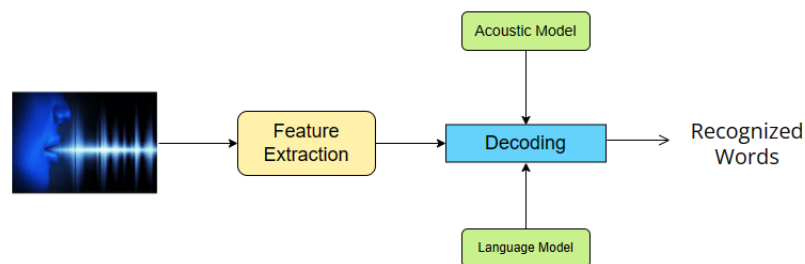 Acoustic Model
Feature
Extraction
Decoding
Recognized
Words
Language Model